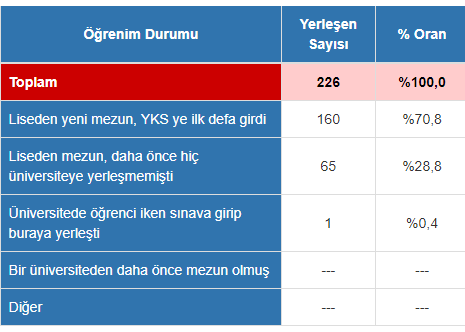 Öğrenim Durumu Yerleşen Sayısı % Oran
Toplam 226 %100,0
Liseden yeni mezun, YKS ye ilk defa girdi 160 %70,8
Liseden mezun, daha önce hiç
üniversiteye yerleşmemişti 65 %28,8
Üniversitede öğrenci iken sınava girip
buraya yerleşti 1 %0,4
Bir üniversiteden daha önce mezun olmuş --- ---
Diğer --- ---